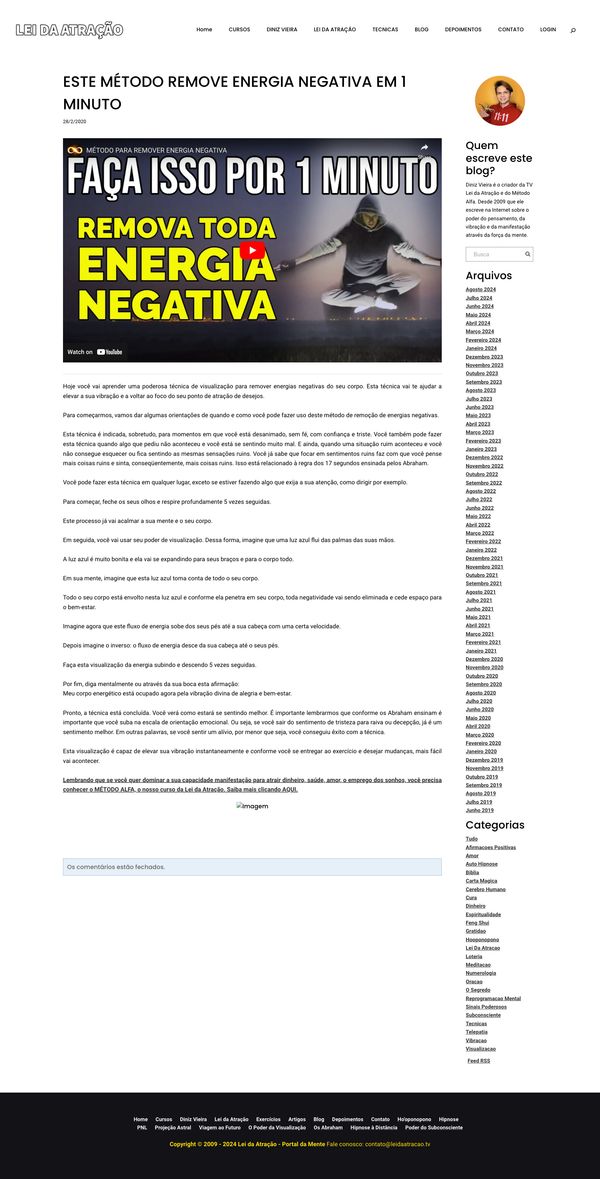 LEI DA ATRAÇÃO
Home CURSOS DINIZ VIEIRA LEI DA ATRAÇÃO TECNICAS BLOG DEPOIMENTOS CONTATO LOGIN
ESTE MÉTODO REMOVE ENERGIA NEGATIVA EM 1
MINUTO
28/2/2020
MÉTODO PARA REMOVER ENERGIA NEGATIVA
FAÇA ISSO POR 1 MINUTO
REMOVA TODA
ENERGIA
NEGATIVA
Watch on YouTube
Hoje você vai aprender uma poderosa técnica de visualização para remover energias negativas do seu corpo. Esta técnica vai te ajudar a
elevar a sua vibração e a voltar ao foco do seu ponto de atração de desejos.
Para começarmos, vamos dar algumas orientações de quando e como você pode fazer uso deste método de remoção de energias negativas.
Esta técnica é indicada, sobretudo, para momentos em que você está desanimado, sem fé, com confiança e triste. Você também pode fazer
esta técnica quando algo que pediu não aconteceu e você está se sentindo muito mal. E ainda, quando uma situação ruim aconteceu e você
não consegue esquecer ou fica sentindo as mesmas sensações ruins. Você já sabe que focar em sentimentos ruins faz com que você pense
mais coisas ruins e sinta, conseqüentemente, mais coisas ruins. Isso está relacionado à regra dos 17 segundos ensinada pelos Abraham.
Você pode fazer esta técnica em qualquer lugar, exceto se estiver fazendo algo que exija a sua atenção, como dirigir por exemplo.
Para começar, feche os seus olhos e respire profundamente 5 vezes seguidas.
Este processo já vai acalmar a sua mente e o seu corpo.
Em seguida, você vai usar seu poder de visualização. Dessa forma, imagine que uma luz azul flui das palmas das suas mãos.
A luz azul é muito bonita e ela vai se expandindo para seus braços e para o corpo todo.
Em sua mente, imagine que esta luz azul toma conta de todo o seu corpo.
Todo o seu corpo está envolto nesta luz azul e conforme ela penetra em seu corpo, toda negatividade vai sendo eliminada e cede espaço para
o bem-estar.
Imagine agora que este fluxo de energia sobe dos seus pés até a sua cabeça com uma certa velocidade.
Depois imagine o inverso: o fluxo de energia desce da sua cabeça até o seus pés.
Faça esta visualização da energia subindo e descendo 5 vezes seguidas.
Por fim, diga mentalmente ou através da sua boca esta afirmação:
Meu corpo energético está ocupado agora pela vibração divina de alegria e bem-estar.
Pronto, a técnica está concluída. Você verá como estará se sentindo melhor. É importante lembrarmos que conforme os Abraham ensinam é
importante que você suba na escala de orientação emocional. Ou seja, se você sair do sentimento de tristeza para raiva ou decepção, já é um
sentimento melhor. Em outras palavras, se você sentir um alívio, por menor que seja, você conseguiu êxito com a técnica.
Esta visualização é capaz de elevar sua vibração instantaneamente e conforme você se entregar ao exercício e desejar mudanças, mais fácil
vai acontecer.
Lembrando que se você quer dominar a sua capacidade manifestação para atrair dinheiro, saúde, amor, o emprego dos sonhos, você precisa
conhecer o MÉTODO ALFA, o nosso curso da Lei da Atração. Saiba mais clicando AQUI.
Imagem
Os comentários estão fechados.
11:11
Quem
escreve este
blog?
Diniz Vieira é o criador da TV
Lei da Atração e do Método
Alfa. Desde 2009 que ele
escreve na Internet sobre o
poder do pensamento, da
vibração e da manifestação
através da força da mente.
Busca
Arquivos
Agosto 2024
Julho 2024
Junho 2024
Maio 2024
Abril 2024
Março 2024
Fevereiro 2024
Janeiro 2024
Dezembro 2023
Novembro 2023
Outubro 2023
Setembro 2023
Agosto 2023
Julho 2023
Junho 2023
Maio 2023
Abril 2023
Março 2023
Fevereiro 2023
Janeiro 2023
Dezembro 2022
Novembro 2022
Outubro 2022
Setembro 2022
Agosto 2022
Julho 2022
Junho 2022
Maio 2022
Abril 2022
Março 2022
Fevereiro 2022
Janeiro 2022
Dezembro 2021
Novembro 2021
Outubro 2021
Setembro 2021
Agosto 2021
Julho 2021
Junho 2021
Maio 2021
Abril 2021
Março 2021
Fevereiro 2021
Janeiro 2021
Dezembro 2020
Novembro 2020
Outubro 2020
Setembro 2020
Agosto 2020
Julho 2020
Junho 2020
Maio 2020
Abril 2020
Março 2020
Fevereiro 2020
Janeiro 2020
Dezembro 2019
Novembro 2019
Outubro 2019
Setembro 2019
Agosto 2019
Julho 2019
Junho 2019
Categorias
Tudo
Afirmacoes Positivas
Amor
Auto Hipnose
Bíblia
Carta Magica
Cerebro Humano
Cura
Dinheiro
Espiritualidade
Feng Shui
Gratidao
Hooponopono
Lei Da Atracao
Loteria
Meditacao
Numerologia
Oracao
O Segredo
Reprogramacao Mental
Sinais Poderosos
Subconsciente
Tecnicas
Telepatia
Vibracao
Visualizacao
Feed RSS
Home Cursos Diniz Vieira Lei da Atração Exercícios Artigos Blog Depoimentos Contato Ho'oponopono Hipnose
PNL Projeção Astral Viagem ao Futuro O Poder da Visualização Os Abraham Hipnose à Distância Poder do Subconsciente
Copyright © 2009 - 2024 Lei da Atração - Portal da Mente Fale conosco: contato@leidaatracao.tv